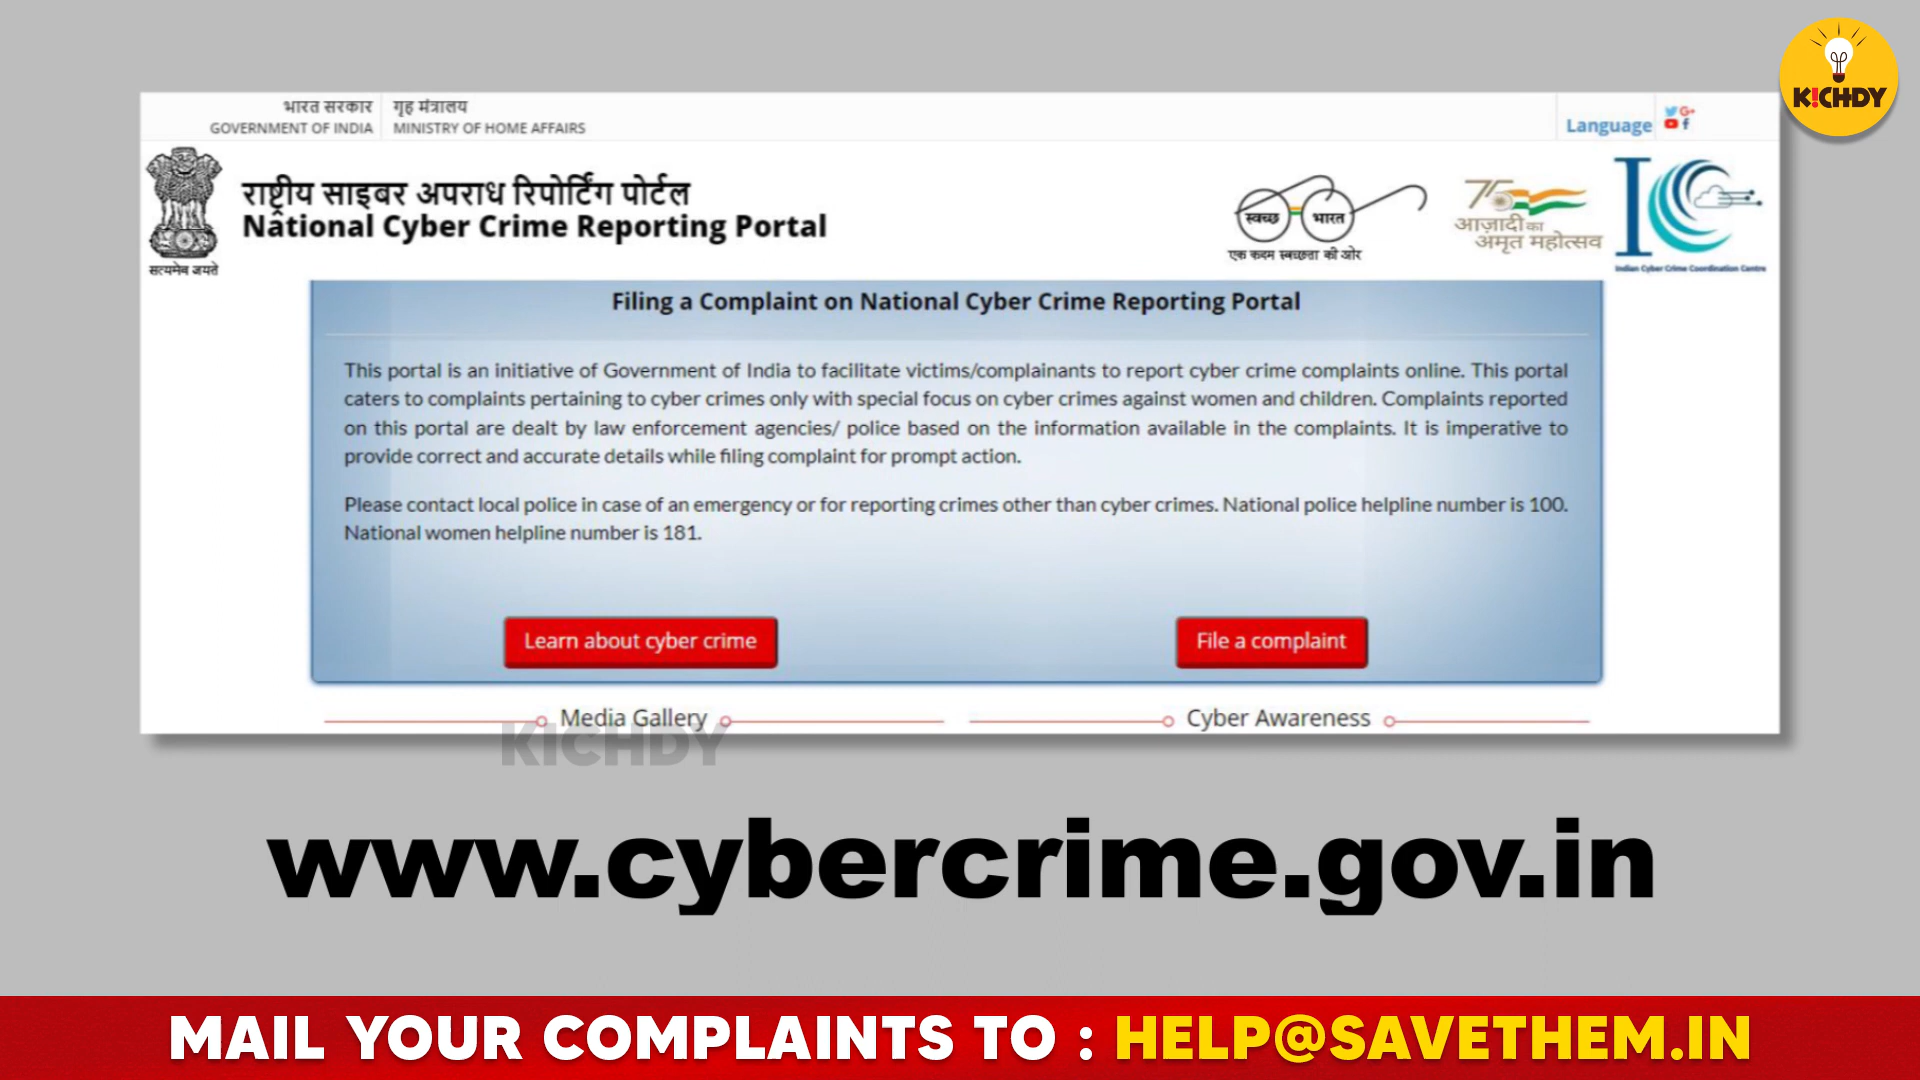 KICHDY
भारत सरकार
GOVERNMENT OF INDIA
गृह मंत्रालय
MINISTRY OF HOME AFFAIRS
Language
राष्ट्रीय साइबर अपराध रिपोर्टिंग पोर्टल
National Cyber Crime Reporting Portal
सत्यमेव जयते
स्वच्छ भारत
एक कदम स्वच्छता की ओर
75
आज़ादी का
अमृत महोत्सव
Indian Cyber Crime Coordination Centre
Filing a Complaint on National Cyber Crime Reporting Portal
This portal is an initiative of Government of India to facilitate victims/complainants to report cyber crime complaints online. This portal
caters to complaints pertaining to cyber crimes only with special focus on cyber crimes against women and children. Complaints reported
on this portal are dealt by law enforcement agencies/ police based on the information available in the complaints. It is imperative to
provide correct and accurate details while filing complaint for prompt action.
Please contact local police in case of an emergency or for reporting crimes other than cyber crimes. National police helpline number is 100.
National women helpline number is 181.
Learn about cyber crime
File a complaint
Media Gallery
Cyber Awareness
KICHDY
www.cybercrime.gov.in
MAIL YOUR COMPLAINTS TO : HELP@SAVETHEM.IN